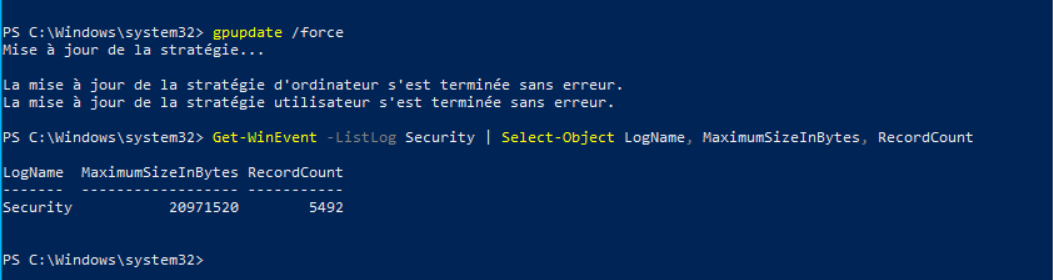 PS C:\Windows\system32> gpupdate /force
Mise à jour de la stratégie...
La mise à jour de la stratégie d'ordinateur s'est terminée sans erreur.
La mise à jour de la stratégie utilisateur s'est terminée sans erreur.
PS C:\Windows\system32> Get-WinEvent -ListLog Security | Select-Object LogName, MaximumSizeInBytes, RecordCount
LogName  MaximumSizeInBytes RecordCount
-------  ------------------ -----------
Security           20971520        5492
PS C:\Windows\system32>